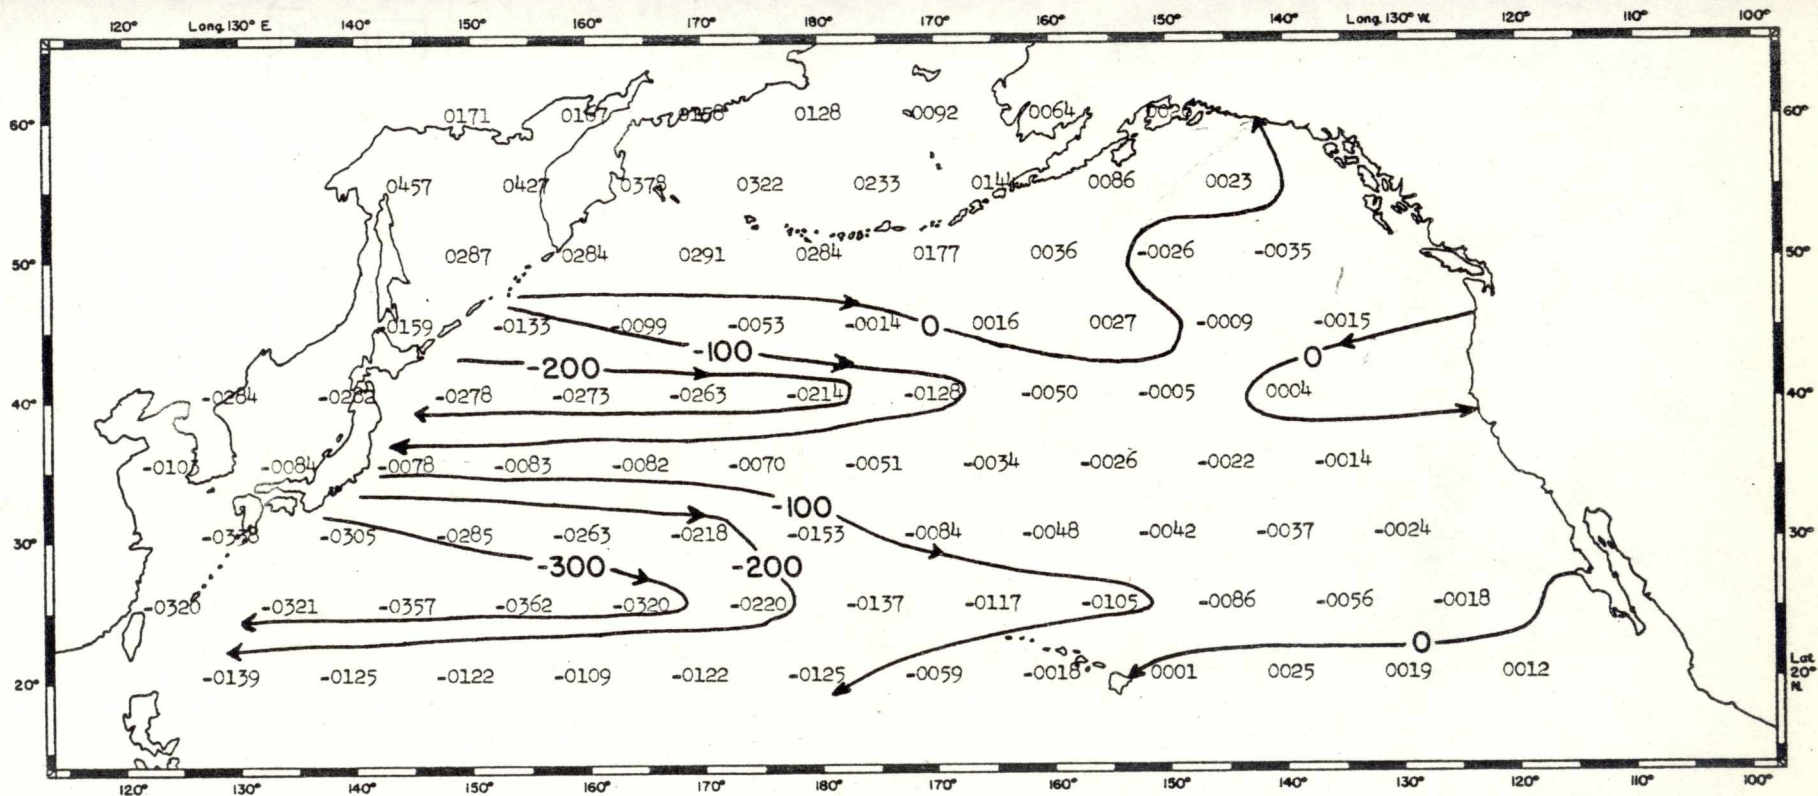 120° Long. 130° E. 140° 150° 160° 170° 180° 170° 160° 150° 140° Long. 130° W. 120° 110° 100°
60° 0171 0167 0158 0128 0092 0064 60°
0457 0427 0378 0322 0233 0144 0086 0023
50° 0287 0284 0291 0284 0177 0036 -0026 -0035 50°
0159 -0133 -0099 -0053 -0014 0 0016 0027 -0009 -0015
-100 0
-200
40° -0284 -0282 -0278 -0273 -0263 -0214 -0128 -0050 -0005 0004 40°
-0103 -0084 -0078 -0083 -0082 -0070 -0051 -0034 -0026 -0022 -0014
-100
30° -0338 -0305 -0285 -0263 -0218 -0153 -0084 -0048 -0042 -0037 -0024 30°
-300 -200
-0320 -0321 -0357 -0362 -0320 -0220 -0137 -0117 -0105 -0086 -0056 -0018
0
20° -0139 -0125 -0122 -0109 -0122 -0125 -0059 -0018 0001 0025 0019 0012 Lat. 20° N.
120° 130° 140° 150° 160° 170° 180° 170° 160° 150° 140° 130° 120° 110° 100°